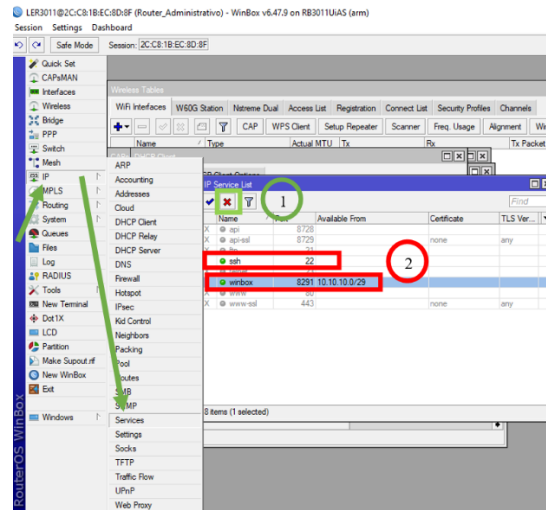 LER3011@2C:C8:1B:EC:8D:8F (Router_Administrativo) - WinBox v6.47.9 on RB3011UiAS (arm)
Session Settings Dashboard
Safe Mode Session: 2C:C8:1B:EC:8D:8F
Quick Set
CAPsMAN
Interfaces
Wireless
Bridge
PPP
Switch
Mesh
IP
MPLS
Routing
System
Queues
Files
Log
RADIUS
Tools
New Terminal
Dot1X
LCD
Partition
Make Supout.rif
New WinBox
Exit
Windows
RouterOS WinBox
Wireless Tables
WiFi Interfaces W60G Station Nstreme Dual Access List Registration Connect List Security Profiles Channels
CAP WPS Client Setup Repeater Scanner Freq. Usage Alignment
Name Type Actual MTU Tx Rx Tx Packet
ARP
Accounting
Addresses
Cloud
DHCP Client
DHCP Relay
DHCP Server
DNS
Firewall
Hotspot
IPsec
Kid Control
Neighbors
Packing
Pool
Routes
SMB
SNMP
Services
Settings
Socks
TFTP
Traffic Flow
UPnP
Web Proxy
IP Service List
1
Find
Name Port Available From Certificate TLS Ver...
X api 8728
X api-ssl 8729 none any
ssh 22
2
winbox 8291 10.10.10.0/29
X www 80
X www-ssl 443 none any
8 items (1 selected)